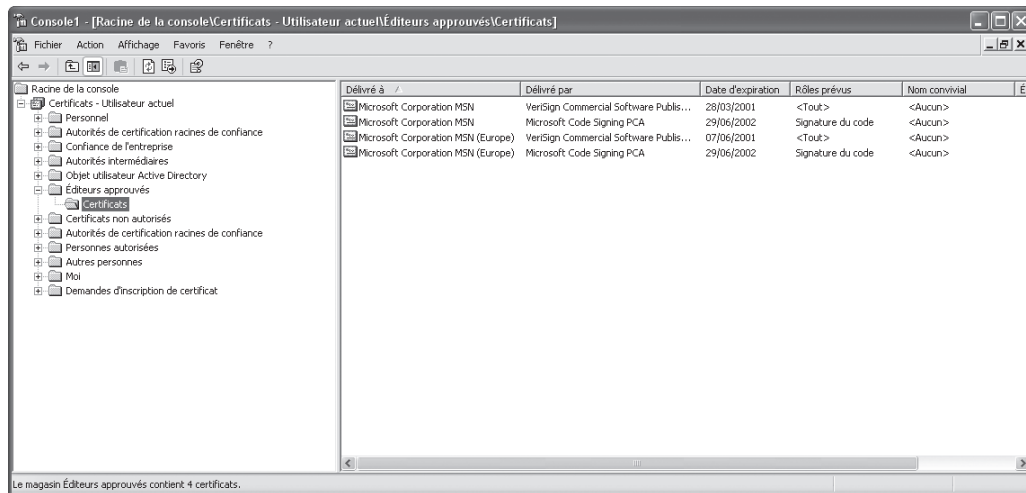 Console1 - [Racine de la console\Certificats - Utilisateur actuel\Éditeurs approuvés\Certificats]
Fichier Action Affichage Favoris Fenêtre ?
Racine de la console
Certificats - Utilisateur actuel
Personnel
Autorités de certification racines de confiance
Confiance de l'entreprise
Autorités intermédiaires
Objet utilisateur Active Directory
Éditeurs approuvés
Certificats
Certificats non autorisés
Autorités de certification racines de confiance
Personnes autorisées
Autres personnes
Moi
Demandes d'inscription de certificat
Délivré à Délivré par Date d'expiration Rôles prévus Nom convivial É
Microsoft Corporation MSN VeriSign Commercial Software Publis... 28/03/2001 <Tout> <Aucun>
Microsoft Corporation MSN Microsoft Code Signing PCA 29/06/2002 Signature du code <Aucun>
Microsoft Corporation MSN (Europe) VeriSign Commercial Software Publis... 07/06/2001 <Tout> <Aucun>
Microsoft Corporation MSN (Europe) Microsoft Code Signing PCA 29/06/2002 Signature du code <Aucun>
Le magasin Éditeurs approuvés contient 4 certificats.